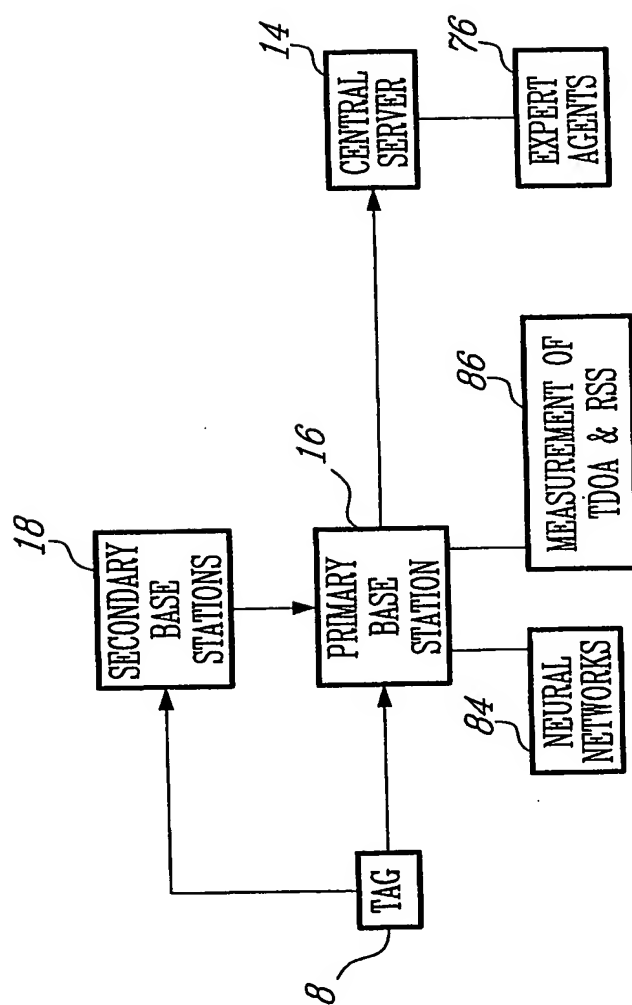 18
SECONDARY
BASE
STATIONS
14
CENTRAL
SERVER
16
PRIMARY
BASE
STATION
8
TAG
84
NEURAL
NETWORKS
86
MEASUREMENT OF
TDOA & RSS
76
EXPERT
AGENTS